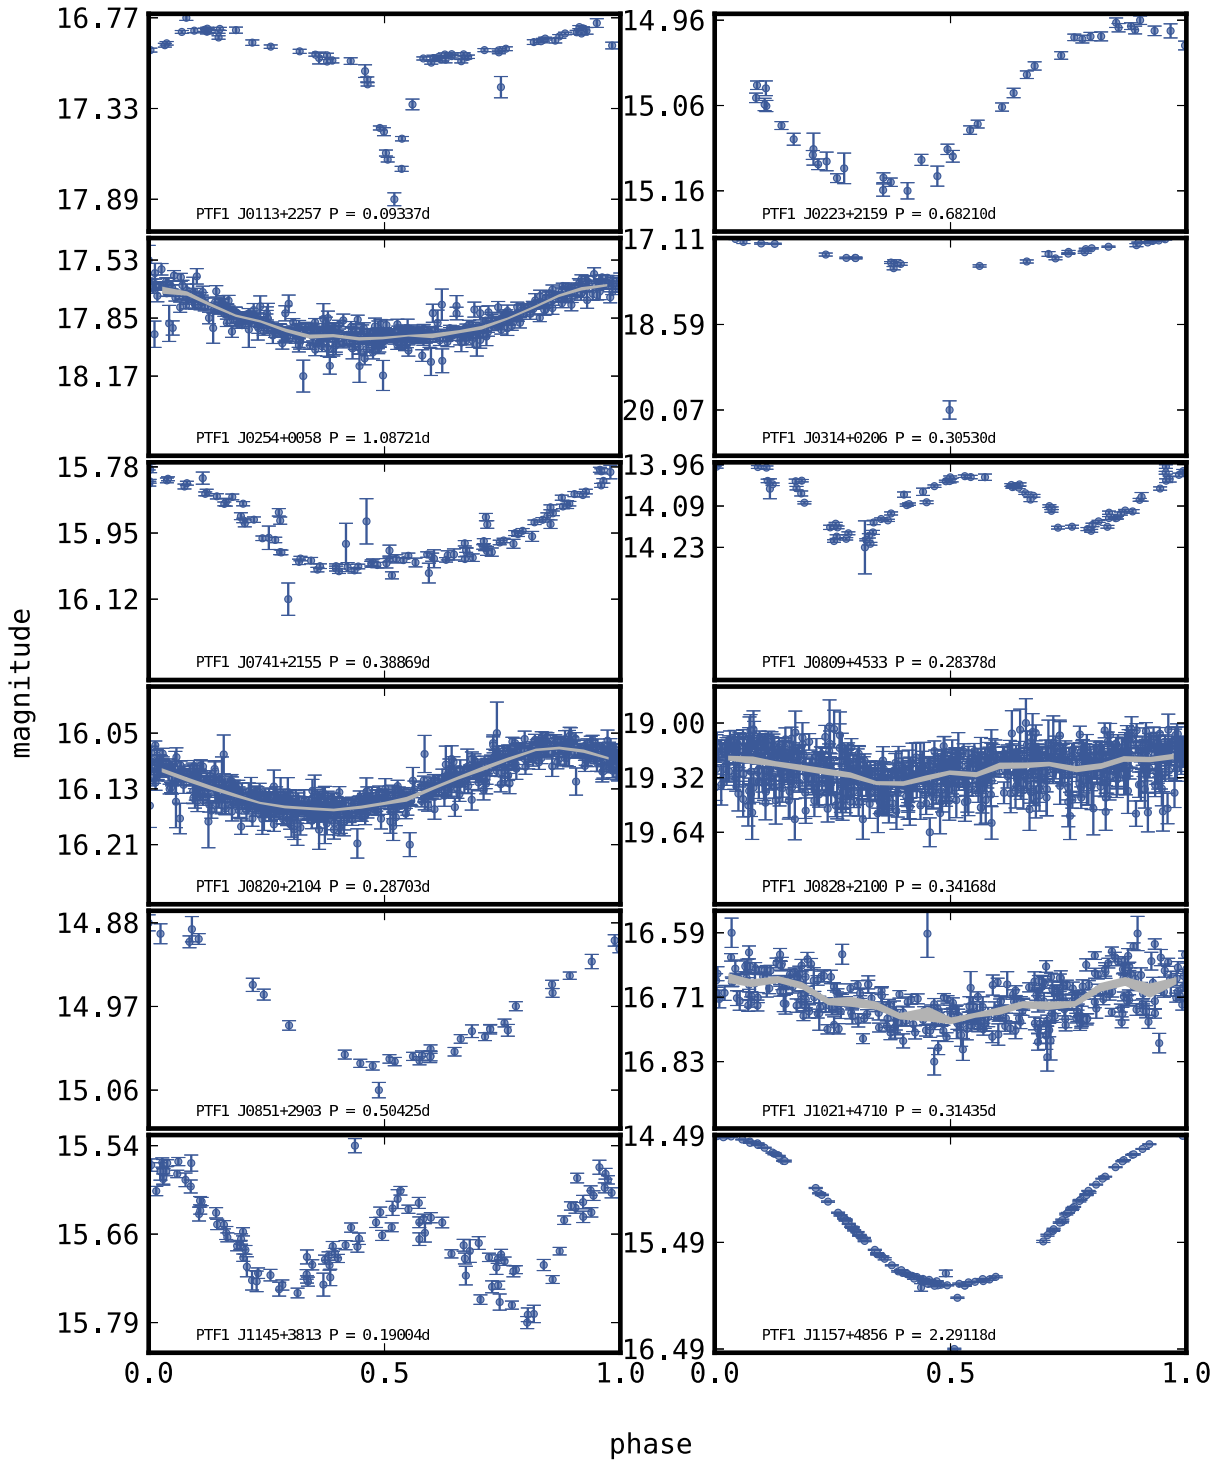 16.77
17.33
17.89
PTF1 J0113+2257 P = 0.09337d
14.96
15.06
15.16
PTF1 J0223+2159 P = 0.68210d
17.53
17.85
18.17
PTF1 J0254+0058 P = 1.08721d
17.11
18.59
20.07
PTF1 J0314+0206 P = 0.30530d
15.78
15.95
16.12
PTF1 J0741+2155 P = 0.38869d
13.96
14.09
14.23
PTF1 J0809+4533 P = 0.28378d
magnitude
16.05
16.13
16.21
PTF1 J0820+2104 P = 0.28703d
19.00
19.32
19.64
PTF1 J0828+2100 P = 0.34168d
14.88
14.97
15.06
PTF1 J0851+2903 P = 0.50425d
16.59
16.71
16.83
PTF1 J1021+4710 P = 0.31435d
15.54
15.66
15.79
PTF1 J1145+3813 P = 0.19004d
14.49
15.49
16.49
PTF1 J1157+4856 P = 2.29118d
0.0 0.5 1.0 0.0 0.5 1.0
phase